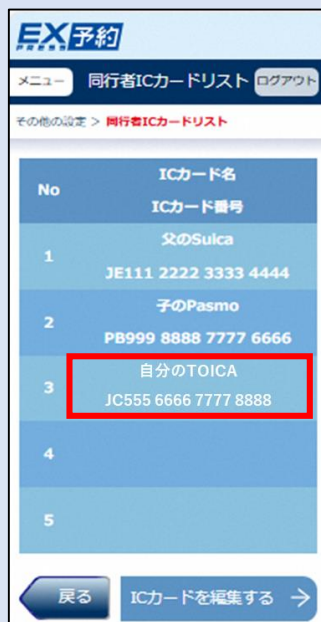 EX予約
PRESS
メニュー 同行者ICカードリスト ログアウト
その他の設定 > 同行者ICカードリスト
No
ICカード名
ICカード番号
1
父のSuica
JE111 2222 3333 4444
2
子のPasmo
PB999 8888 7777 6666
3
自分のTOICA
JC555 6666 7777 8888
4
5
戻る ICカードを編集する →